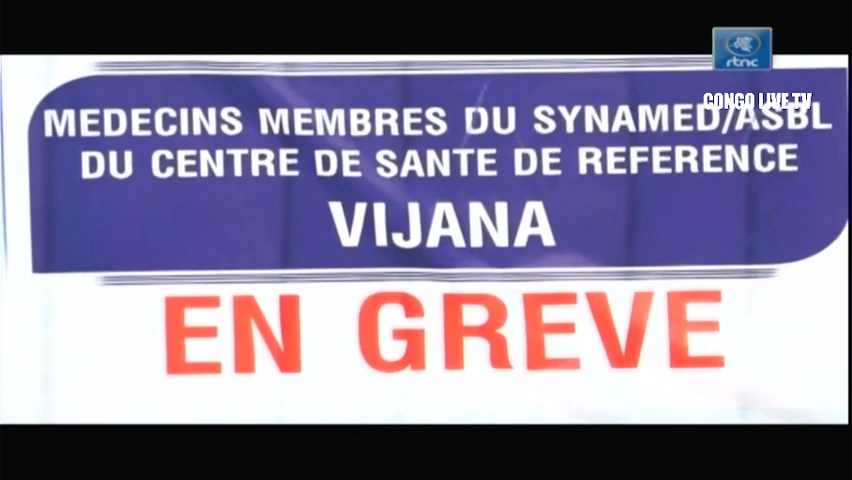 rtnc
CONGO LIVE TV
MEDECINS MEMBRES DU SYNAMED/ASBL
DU CENTRE DE SANTE DE REFERENCE
VIJANA
EN GREVE